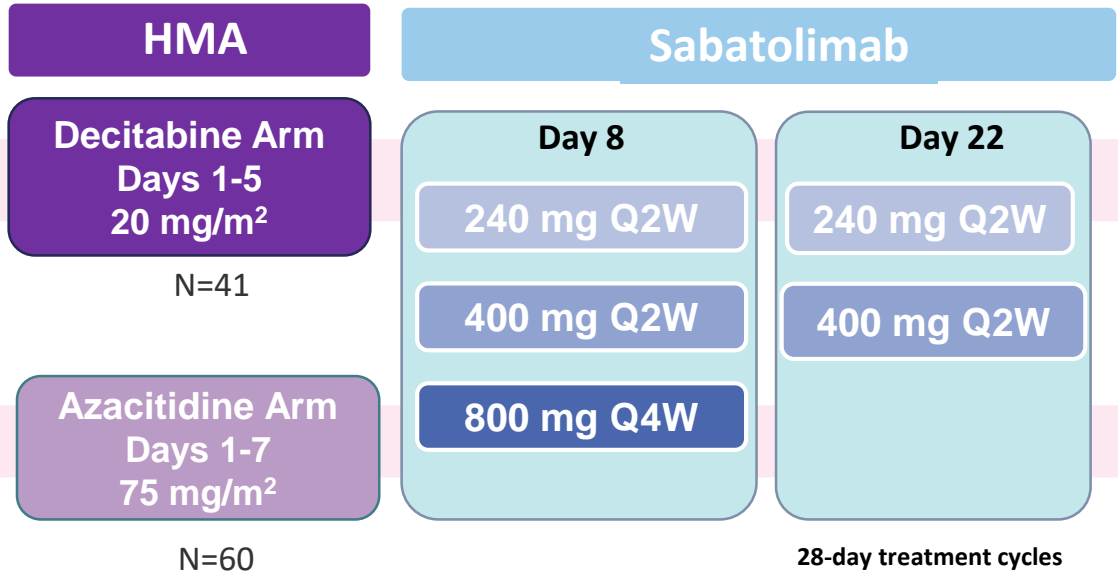 HMA
Sabatolimab
Decitabine Arm
Days 1-5
20 mg/m²
N=41
Azacitidine Arm
Days 1-7
75 mg/m²
N=60
Day 8
240 mg Q2W
400 mg Q2W
800 mg Q4W
Day 22
240 mg Q2W
400 mg Q2W
28-day treatment cycles